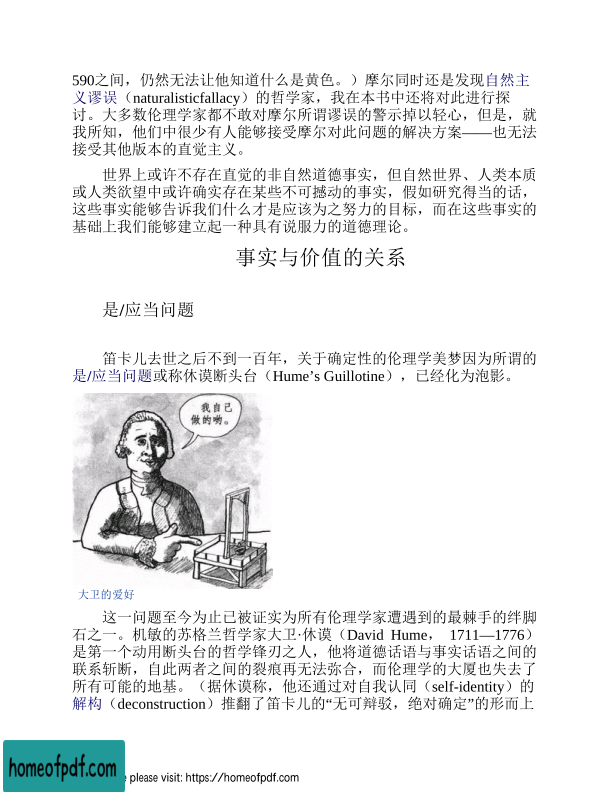 590之间，仍然无法让他知道什么是黄色。）摩尔同时还是发现自然主
义谬误（naturalisticfallacy）的哲学家，我在本书中还将对此进行探
讨。大多数伦理学家都不敢对摩尔所谓谬误的警示掉以轻心，但是，就
我所知，他们中很少有人能够接受摩尔对此问题的解决方案——也无法
接受其他版本的直觉主义。
世界上或许不存在直觉的非自然道德事实，但自然世界、人类本质
或人类欲望中或许确实存在某些不可撼动的事实，假如研究得当的话，
这些事实能够告诉我们什么才是应该为之努力的目标，而在这些事实的
基础上我们能够建立起一种具有说服力的道德理论。
事实与价值的关系
是/应当问题
笛卡儿去世之后不到一百年，关于确定性的伦理学美梦因为所谓的
是/应当问题或称休谟断头台（Hume’s Guillotine），已经化为泡影。
我自己
做的哟。
大卫的爱好
这一问题至今为止已被证实为所有伦理学家遭遇到的最棘手的绊脚
石之一。机敏的苏格兰哲学家大卫·休谟（David Hume， 1711—1776）
是第一个动用断头台的哲学锋刃之人，他将道德话语与事实话语之间的
联系斩断，自此两者之间的裂痕再无法弥合，而伦理学的大厦也失去了
所有可能的地基。（据休谟称，他还通过对自我认同（self-identity）的
解构（deconstruction）推翻了笛卡儿的“无可辩驳，绝对确定”的形而上
homeofpdf.com
e please visit: https://homeofpdf.com